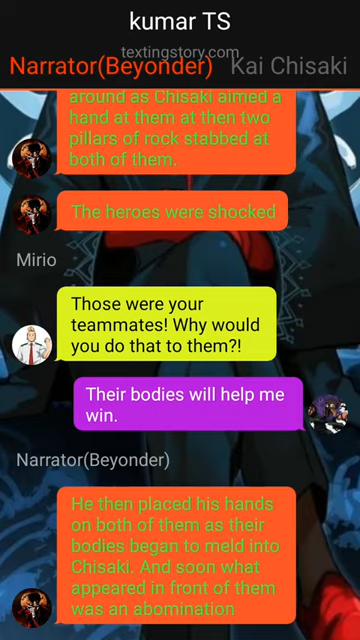 kumar TS
textingstory.com
Narrator(Beyonder) Kai Chisaki
around as Chisaki aimed a
hand at them at then two
pillars of rock stabbed at
both of them.
The heroes were shocked
Mirio
Those were your
teammates! Why would
you do that to them?!
Their bodies will help me
win.
Narrator(Beyonder)
He then placed his hands
on both of them as their
bodies began to meld into
Chisaki. And soon what
appeared in front of them
was an abomination